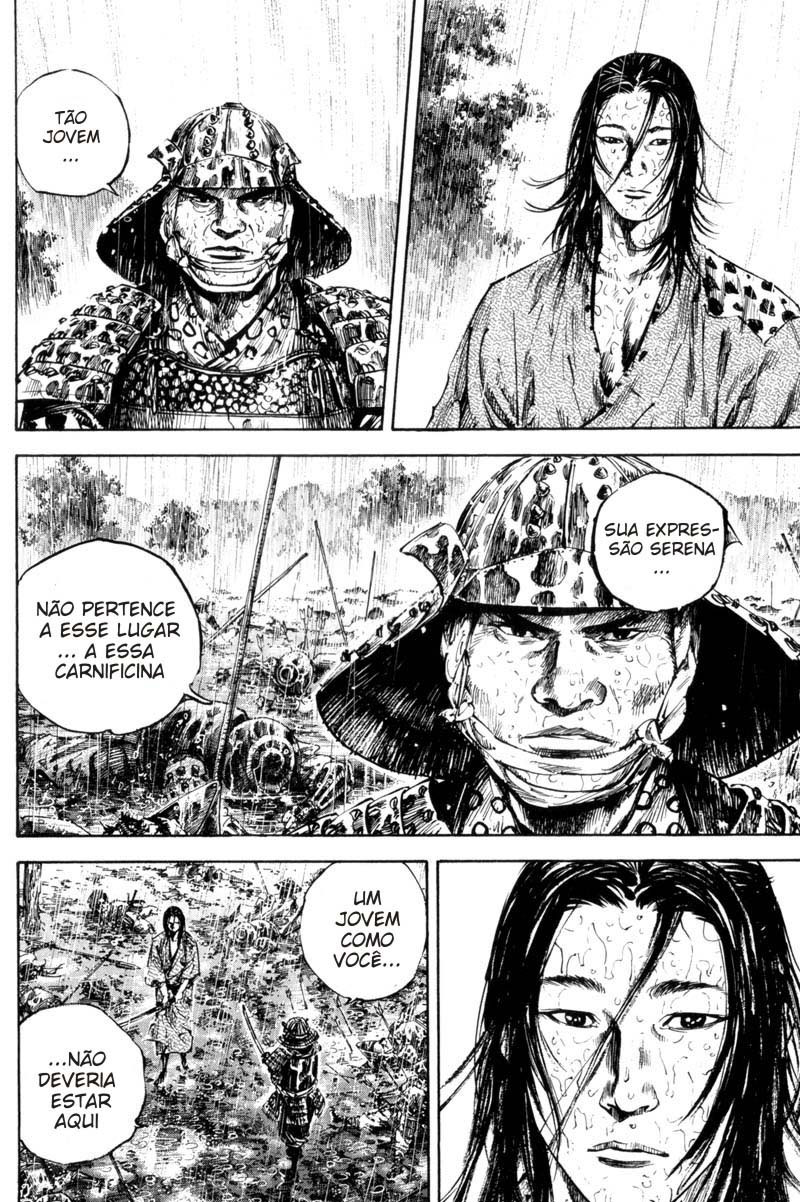 TÃO
JOVEM
...
SUA EXPRES-
SÃO SERENA
...
NÃO PERTENCE
A ESSE LUGAR
... A ESSA
CARNIFICINA
UM
JOVEM
COMO
VOCÊ...
...NÃO
DEVERIA
ESTAR
AQUI